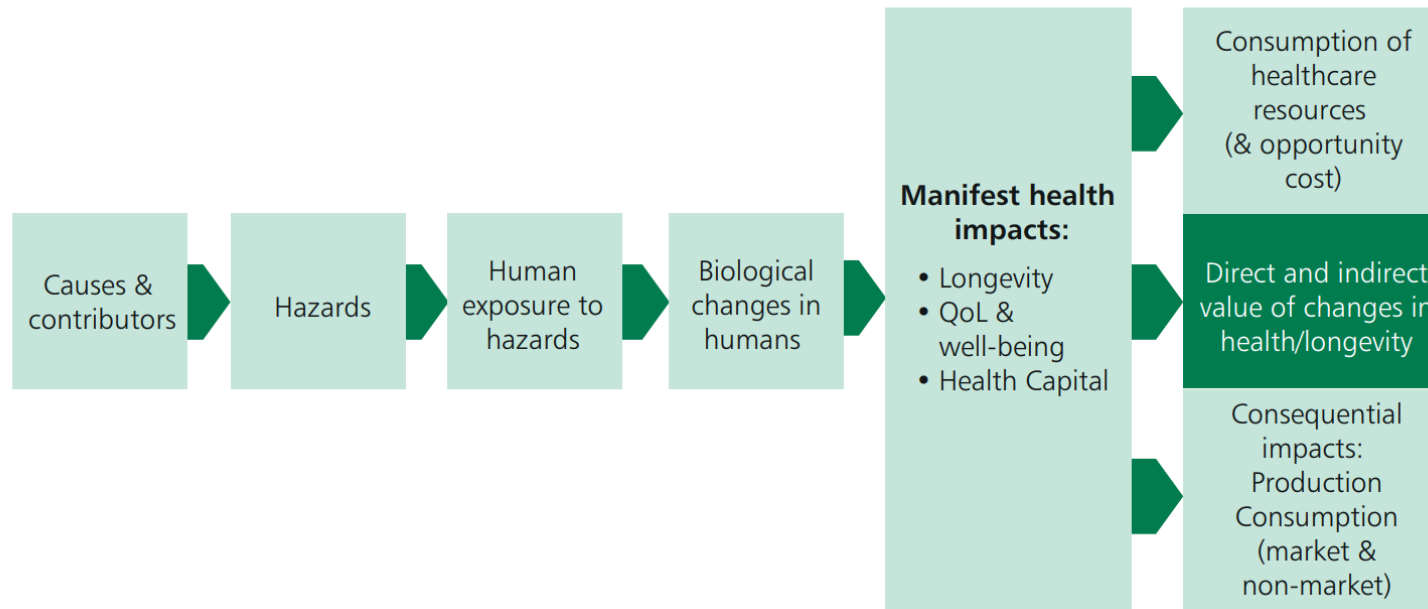 Causes &
contributors
Hazards
Human
exposure to
hazards
Biological
changes in
humans
Manifest health
impacts:
• Longevity
• QoL &
well-being
• Health Capital
Consumption of
healthcare
resources
(& opportunity
cost)
Direct and indirect
value of changes in
health/longevity
Consequential
impacts:
Production
Consumption
(market &
non-market)